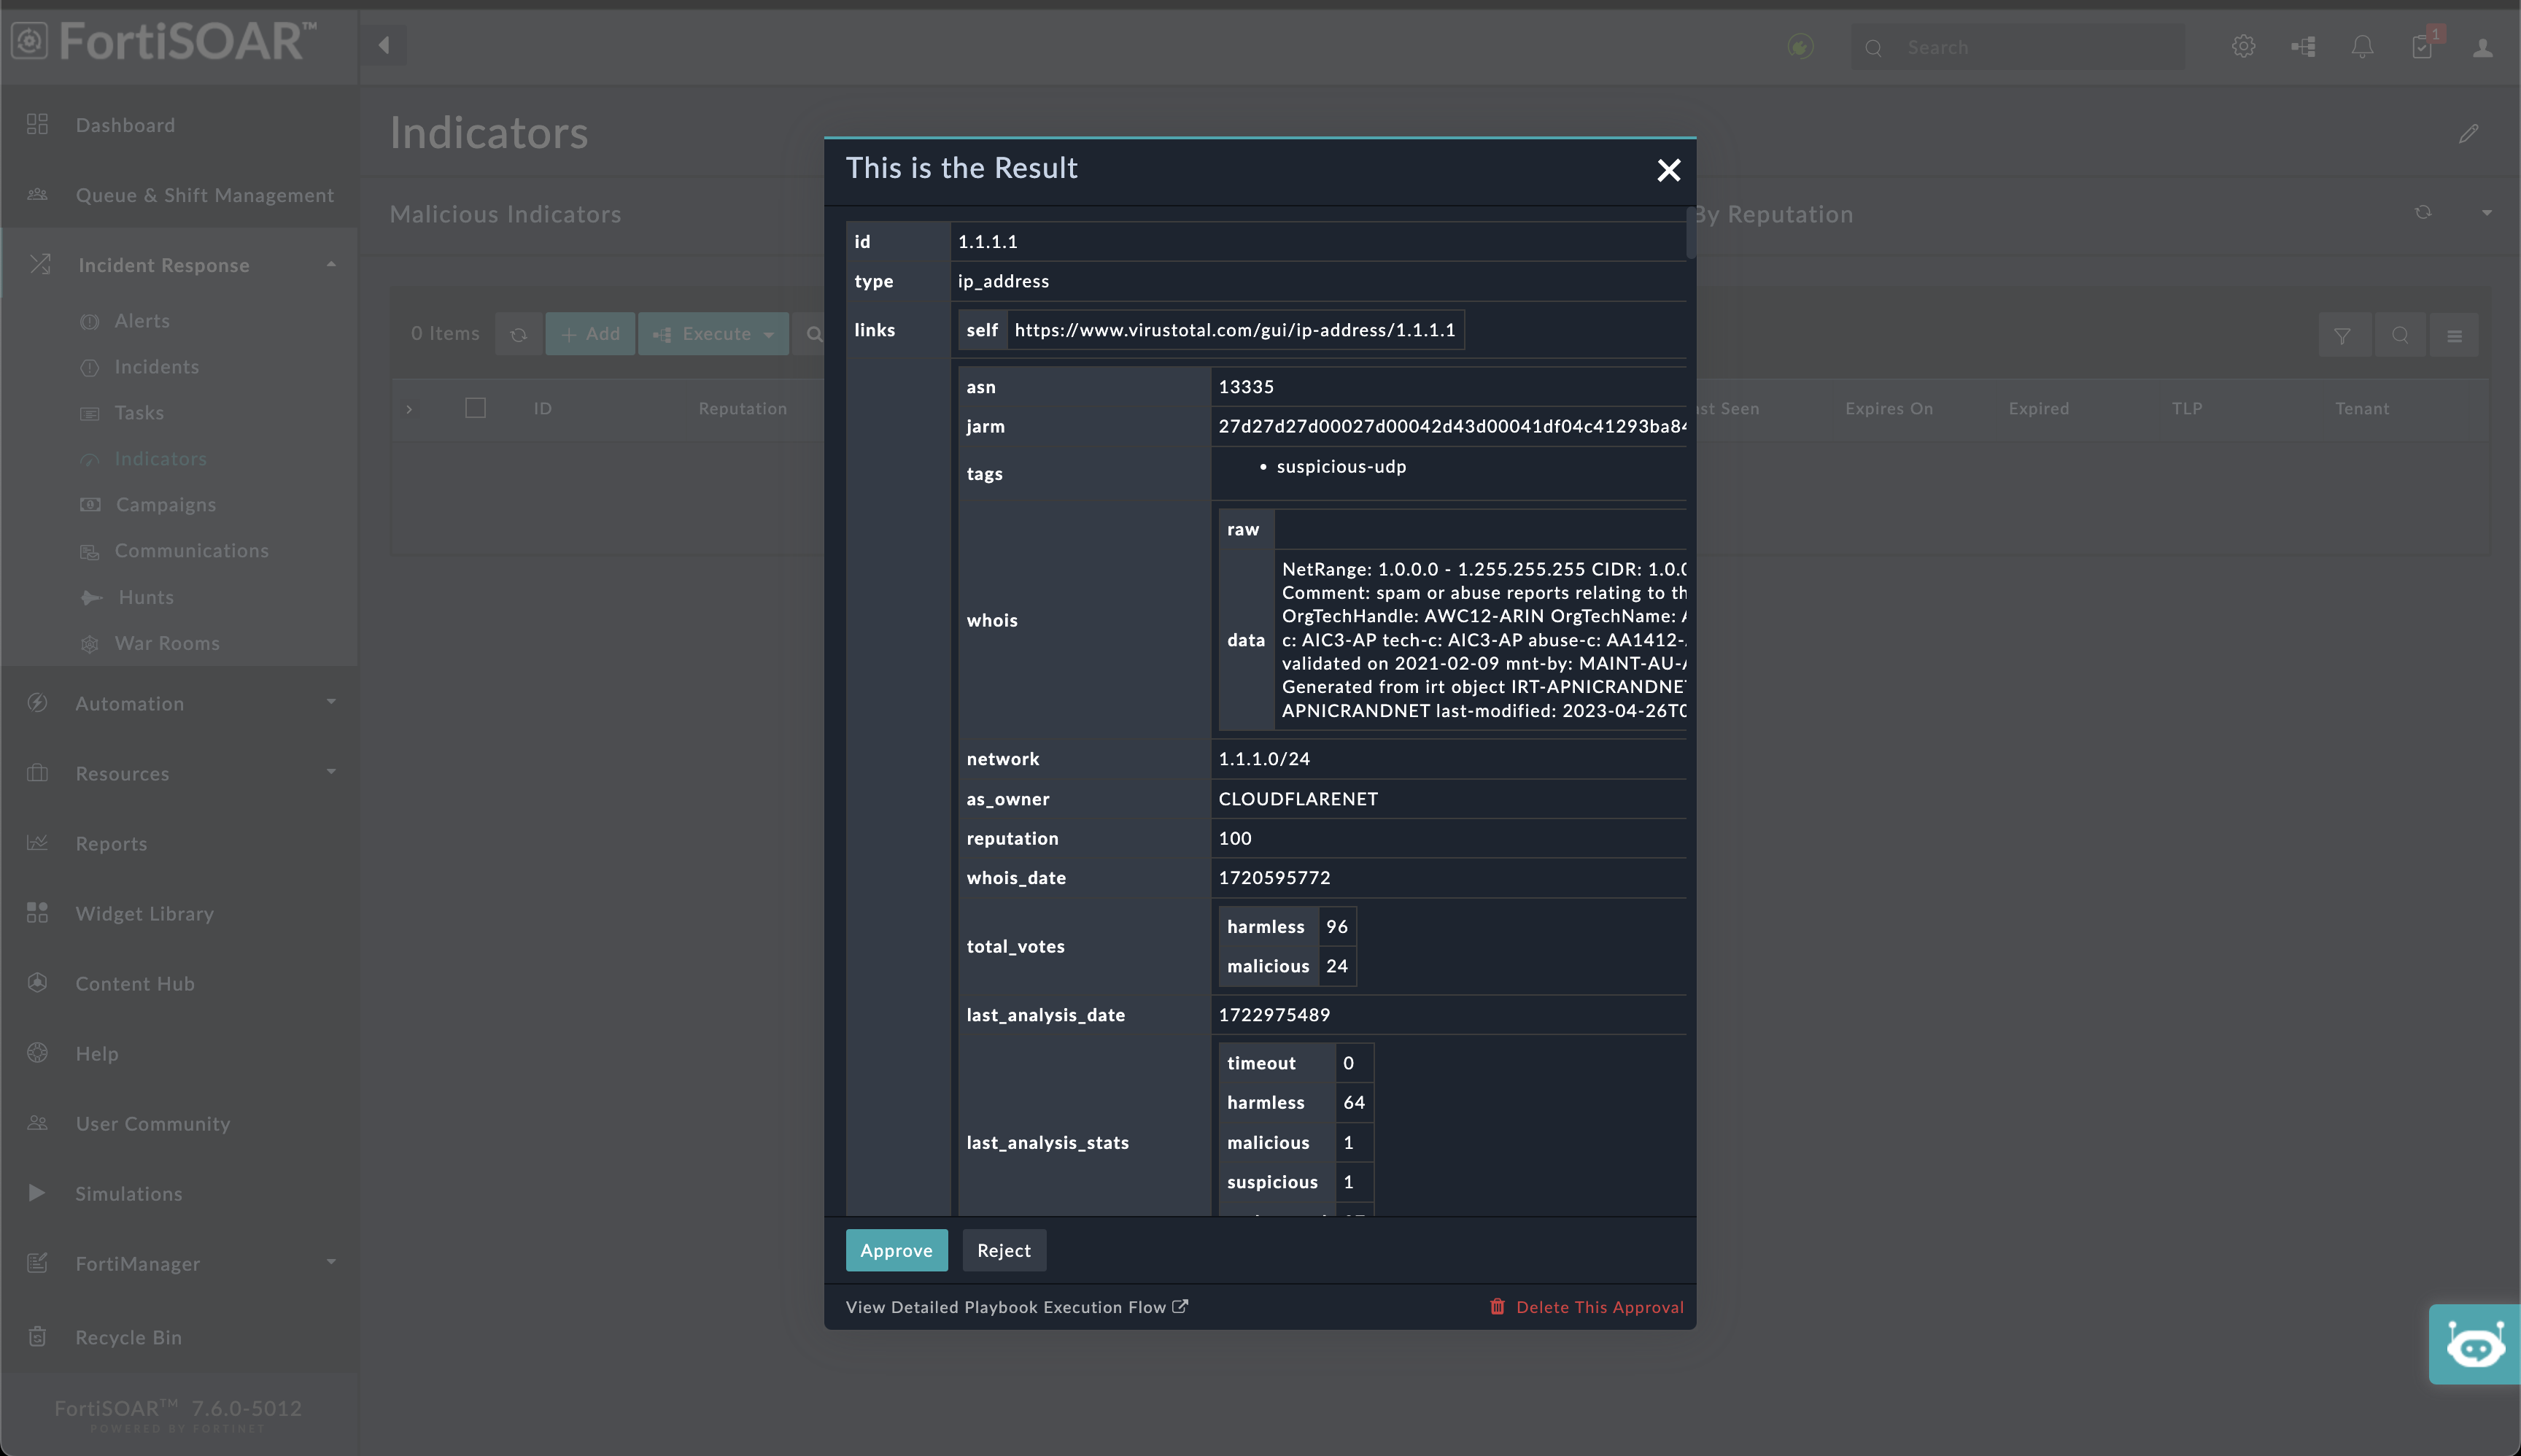 FortiSOAR™
Search
1
Dashboard
Queue & Shift Management
Incident Response
Alerts
Incidents
Tasks
Indicators
Campaigns
Communications
Hunts
War Rooms
Automation
Resources
Reports
Widget Library
Content Hub
Help
User Community
Simulations
FortiManager
Recycle Bin
FortiSOAR™ 7.6.0-5012
POWERED BY FORTINET
Indicators
Malicious Indicators
By Reputation
0 Items
+ Add
Execute
ID Reputation
st Seen Expires On Expired TLP Tenant
This is the Result
id 1.1.1.1
type ip_address
links self https://www.virustotal.com/gui/ip-address/1.1.1.1
asn 13335
jarm 27d27d27d00027d00042d43d00041df04c41293ba84
tags • suspicious-udp
whois
raw
data
NetRange: 1.0.0.0 - 1.255.255.255 CIDR: 1.0.0
Comment: spam or abuse reports relating to th
OrgTechHandle: AWC12-ARIN OrgTechName: A
c: AIC3-AP tech-c: AIC3-AP abuse-c: AA1412-
validated on 2021-02-09 mnt-by: MAINT-AU-A
Generated from irt object IRT-APNICRANDNET
APNICRANDNET last-modified: 2023-04-26T0
network 1.1.1.0/24
as_owner CLOUDFLARENET
reputation 100
whois_date 1720595772
total_votes
harmless 96
malicious 24
last_analysis_date 1722975489
last_analysis_stats
timeout 0
harmless 64
malicious 1
suspicious 1
Approve
Reject
View Detailed Playbook Execution Flow
Delete This Approval